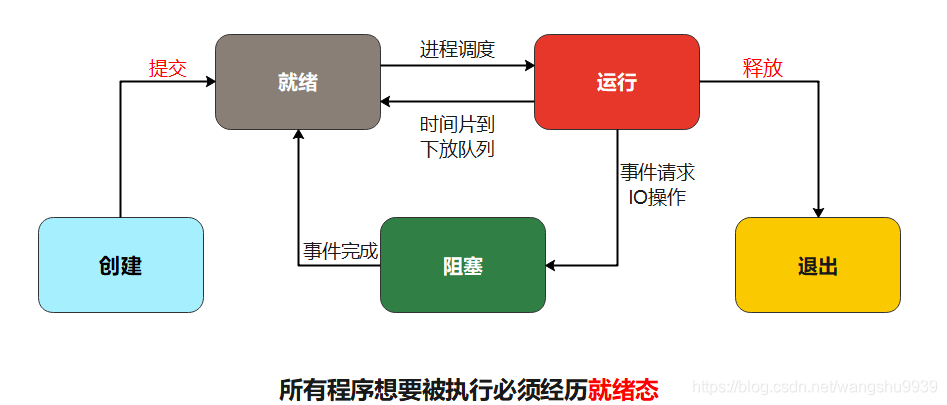 提交
就绪
进程调度
运行
释放
时间片到
下放队列
事件请求
IO操作
创建
事件完成
阻塞
退出
所有程序想要被执行必须经历就绪态
https://blog.csdn.net/wangshu9939